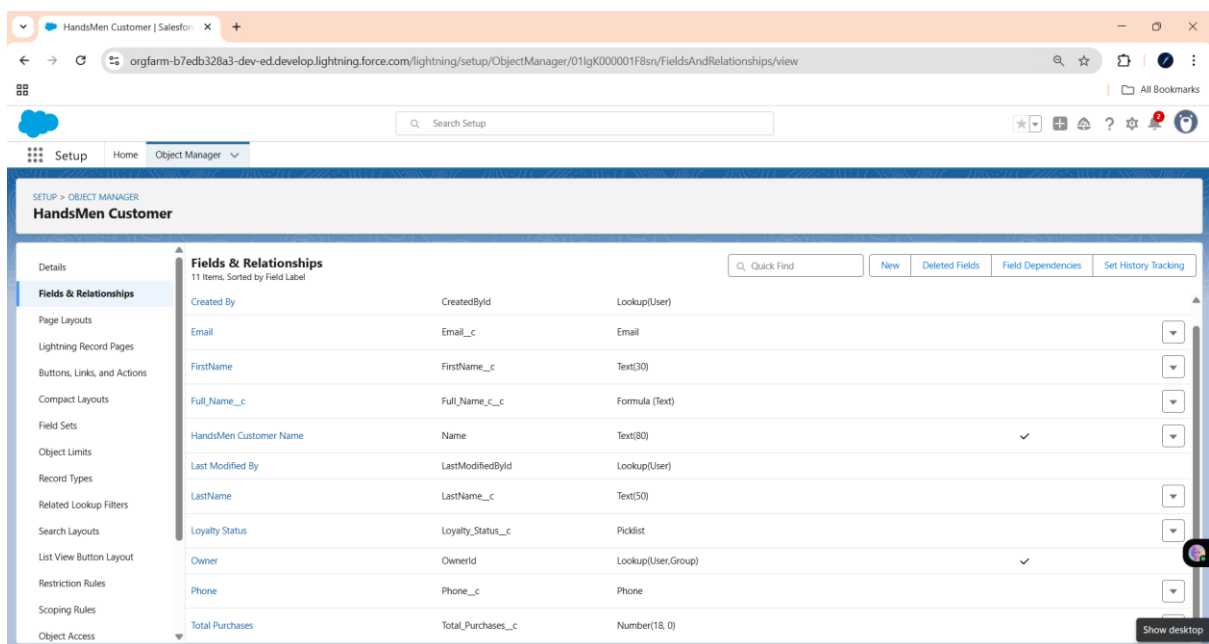 HandsMen Customer | Salesforc
orgfarm-b7edb328a3-dev-ed.develop.lightning.force.com/lightning/setup/ObjectManager/01IgK000001F8sn/FieldsAndRelationships/view
All Bookmarks
Search Setup
2
Setup Home Object Manager
SETUP > OBJECT MANAGER
HandsMen Customer
Details
Fields & Relationships
Page Layouts
Lightning Record Pages
Buttons, Links, and Actions
Compact Layouts
Field Sets
Object Limits
Record Types
Related Lookup Filters
Search Layouts
List View Button Layout
Restriction Rules
Scoping Rules
Object Access
Fields & Relationships
11 Items, Sorted by Field Label
Quick Find New Deleted Fields Field Dependencies Set History Tracking
Created By CreatedById Lookup(User)
Email Email__c Email
FirstName FirstName__c Text(30)
Full_Name__c Full_Name_c__c Formula (Text)
HandsMen Customer Name Name Text(80)
Last Modified By LastModifiedById Lookup(User)
LastName LastName__c Text(50)
Loyalty Status Loyalty_Status__c Picklist
Owner OwnerId Lookup(User,Group)
Phone Phone__c Phone
Total Purchases Total_Purchases__c Number(18, 0)
Show desktop